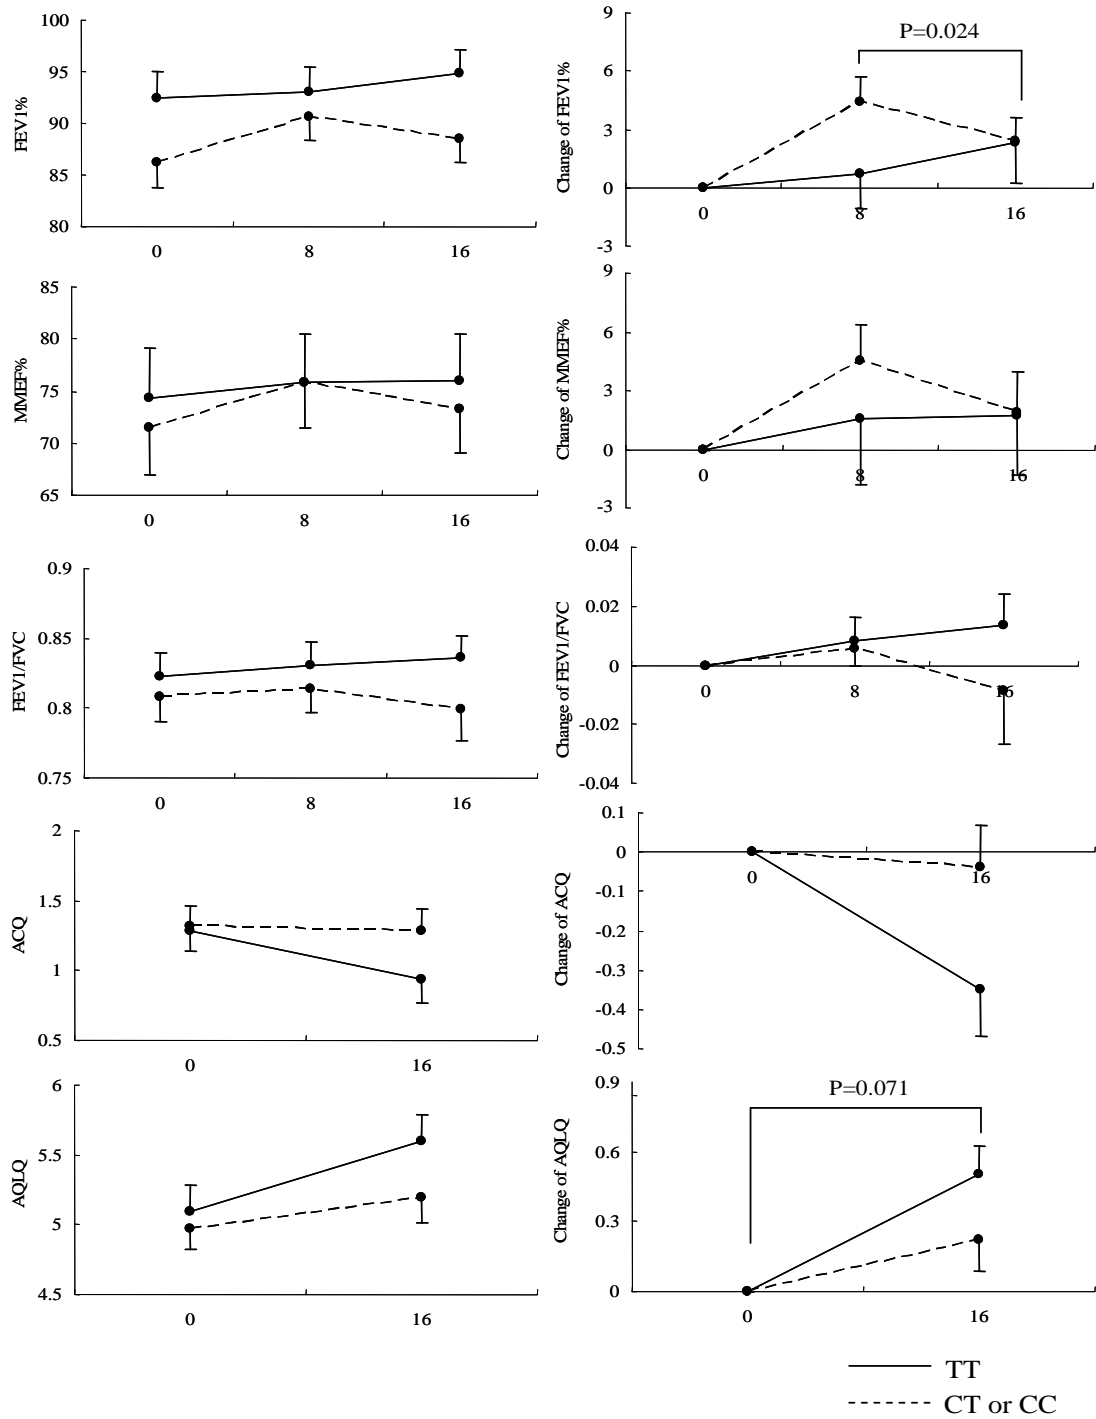 100
95
90
85
80
FEV1%
0 8 16
9
6
3
0
-3
Change of FEV1%
P=0.024
0 8 16
85
80
75
70
65
MMEF%
0 8 16
9
6
3
0
-3
Change of MMEF%
0 8 16
0.9
0.85
0.8
0.75
FEV1/FVC
0 8 16
0.04
0.02
0
-0.02
-0.04
Change of FEV1/FVC
0 8 16
2
1.5
1
0.5
ACQ
0 16
0.1
0
-0.1
-0.2
-0.3
-0.4
-0.5
Change of ACQ
0 16
6
5.5
5
4.5
AQLQ
0 16
0.9
0.6
0.3
0
Change of AQLQ
P=0.071
0 16
TT
CT or CC